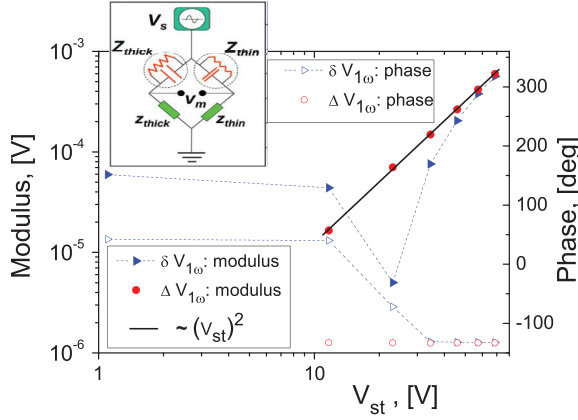 V_s
Z_thick Z_thin
V_m
z_thick z_thin
δ V_1ω: phase
Δ V_1ω: phase
δ V_1ω: modulus
Δ V_1ω: modulus
~ (V_st)^2
Modulus, [V]
10^-3
10^-4
10^-5
10^-6
Phase, [deg]
300
200
100
0
-100
1 10
V_st , [V]